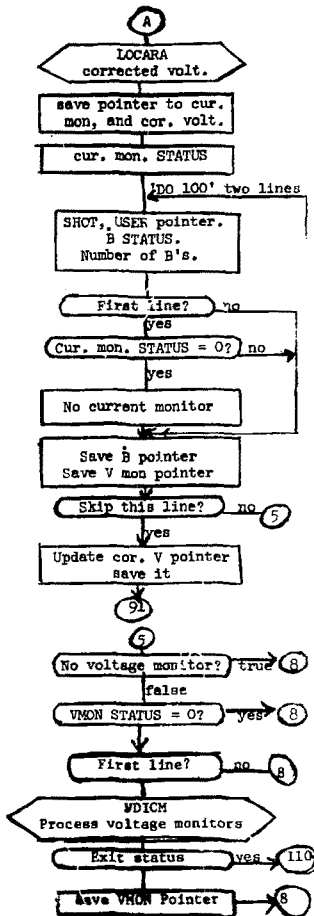 A
LOCARA
corrected volt.
save pointer to cur.
mon, and cor. volt.
cur. mon. STATUS
'DO 100' two lines
SHOT, USER pointer.
B STATUS.
Number of B's.
First line? no
yes
Cur. mon. STATUS = 0? no
yes
No current monitor
Save Ḃ pointer
Save V mon pointer
Skip this line? no 5
yes
Update cor. V pointer
save it
91
5
No voltage monitor? true 8
false
VMON STATUS = 0? yes 8
First line? no 8
WDICM
Process voltage monitors
Exit status yes 110
save VMON Pointer 8